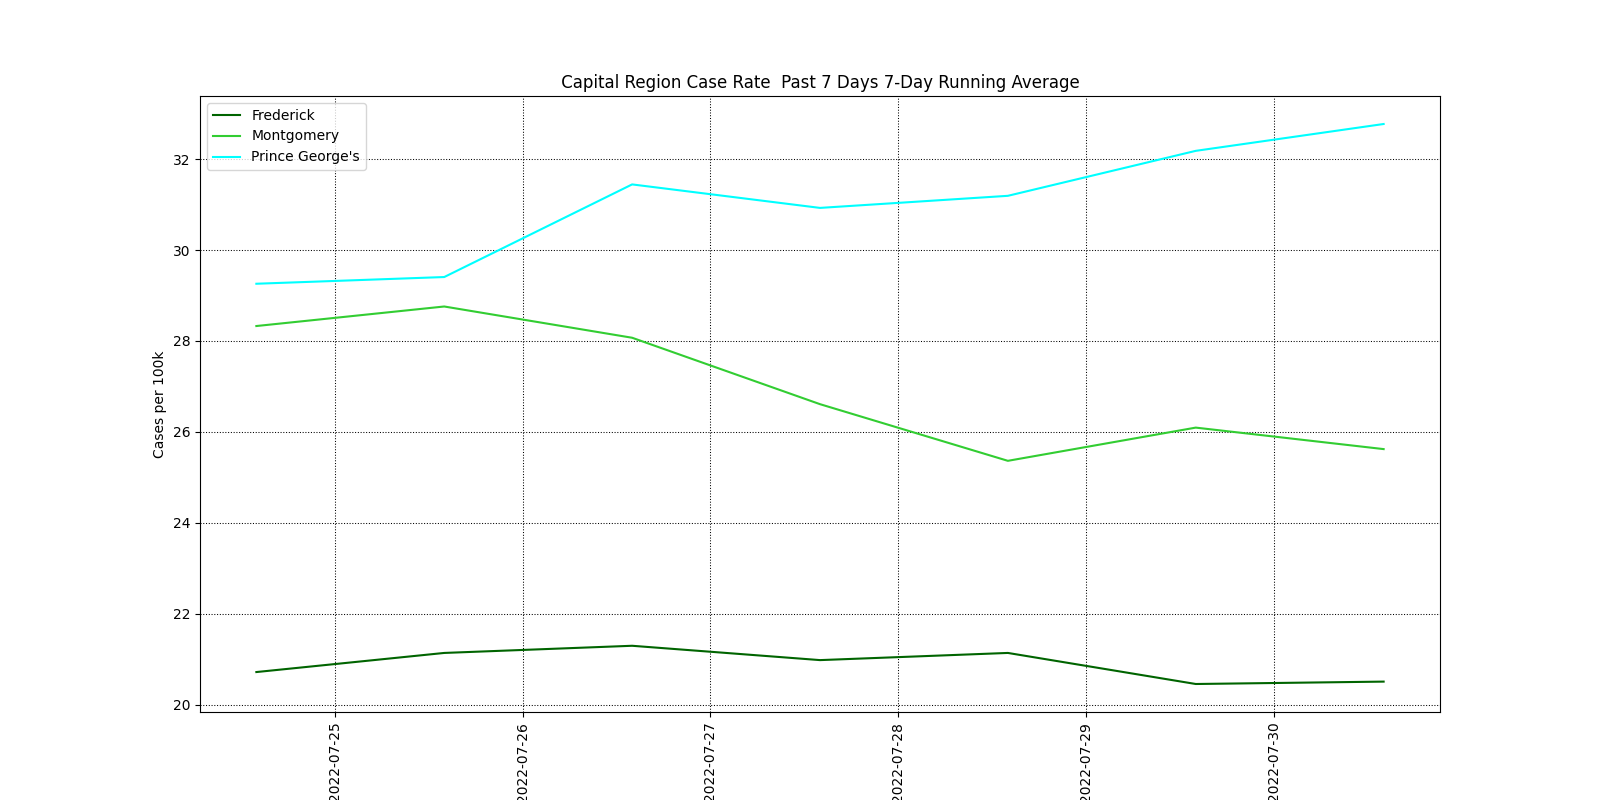 Capital Region Case Rate  Past 7 Days 7-Day Running Average
Frederick
Montgomery
Prince George's
Cases per 100k
32
30
28
26
24
22
20
2022-07-25
2022-07-26
2022-07-27
2022-07-28
2022-07-29
2022-07-30